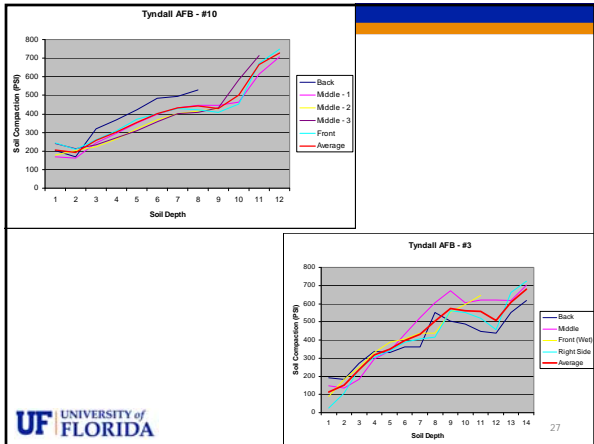 Tyndall AFB - #10
Soil Compaction (PSI)
800
700
600
500
400
300
200
100
0
1 2 3 4 5 6 7 8 9 10 11 12
Soil Depth
Back
Middle - 1
Middle - 2
Middle - 3
Front
Average
Tyndall AFB - #3
Soil Compaction (PSI)
800
700
600
500
400
300
200
100
0
1 2 3 4 5 6 7 8 9 10 11 12 13 14
Soil Depth
Back
Middle
Front (Wet)
Right Side
Average
UF UNIVERSITY of
FLORIDA
27